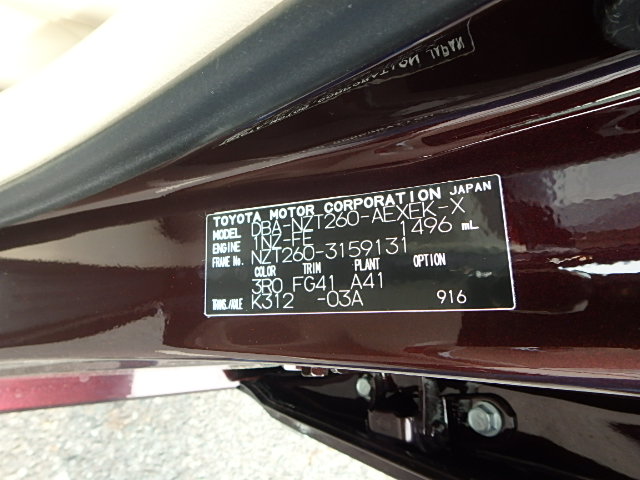 TOYOTA MOTOR CORPORATION JAPAN
MODEL DBA-NZT260-AEXEK-X
ENGINE 1NZ-FE 1496 mL
FRAME No. NZT260-3159131
COLOR TRIM PLANT OPTION
3R0 FG41 A41
TRANS./AXLE K312 -03A 916